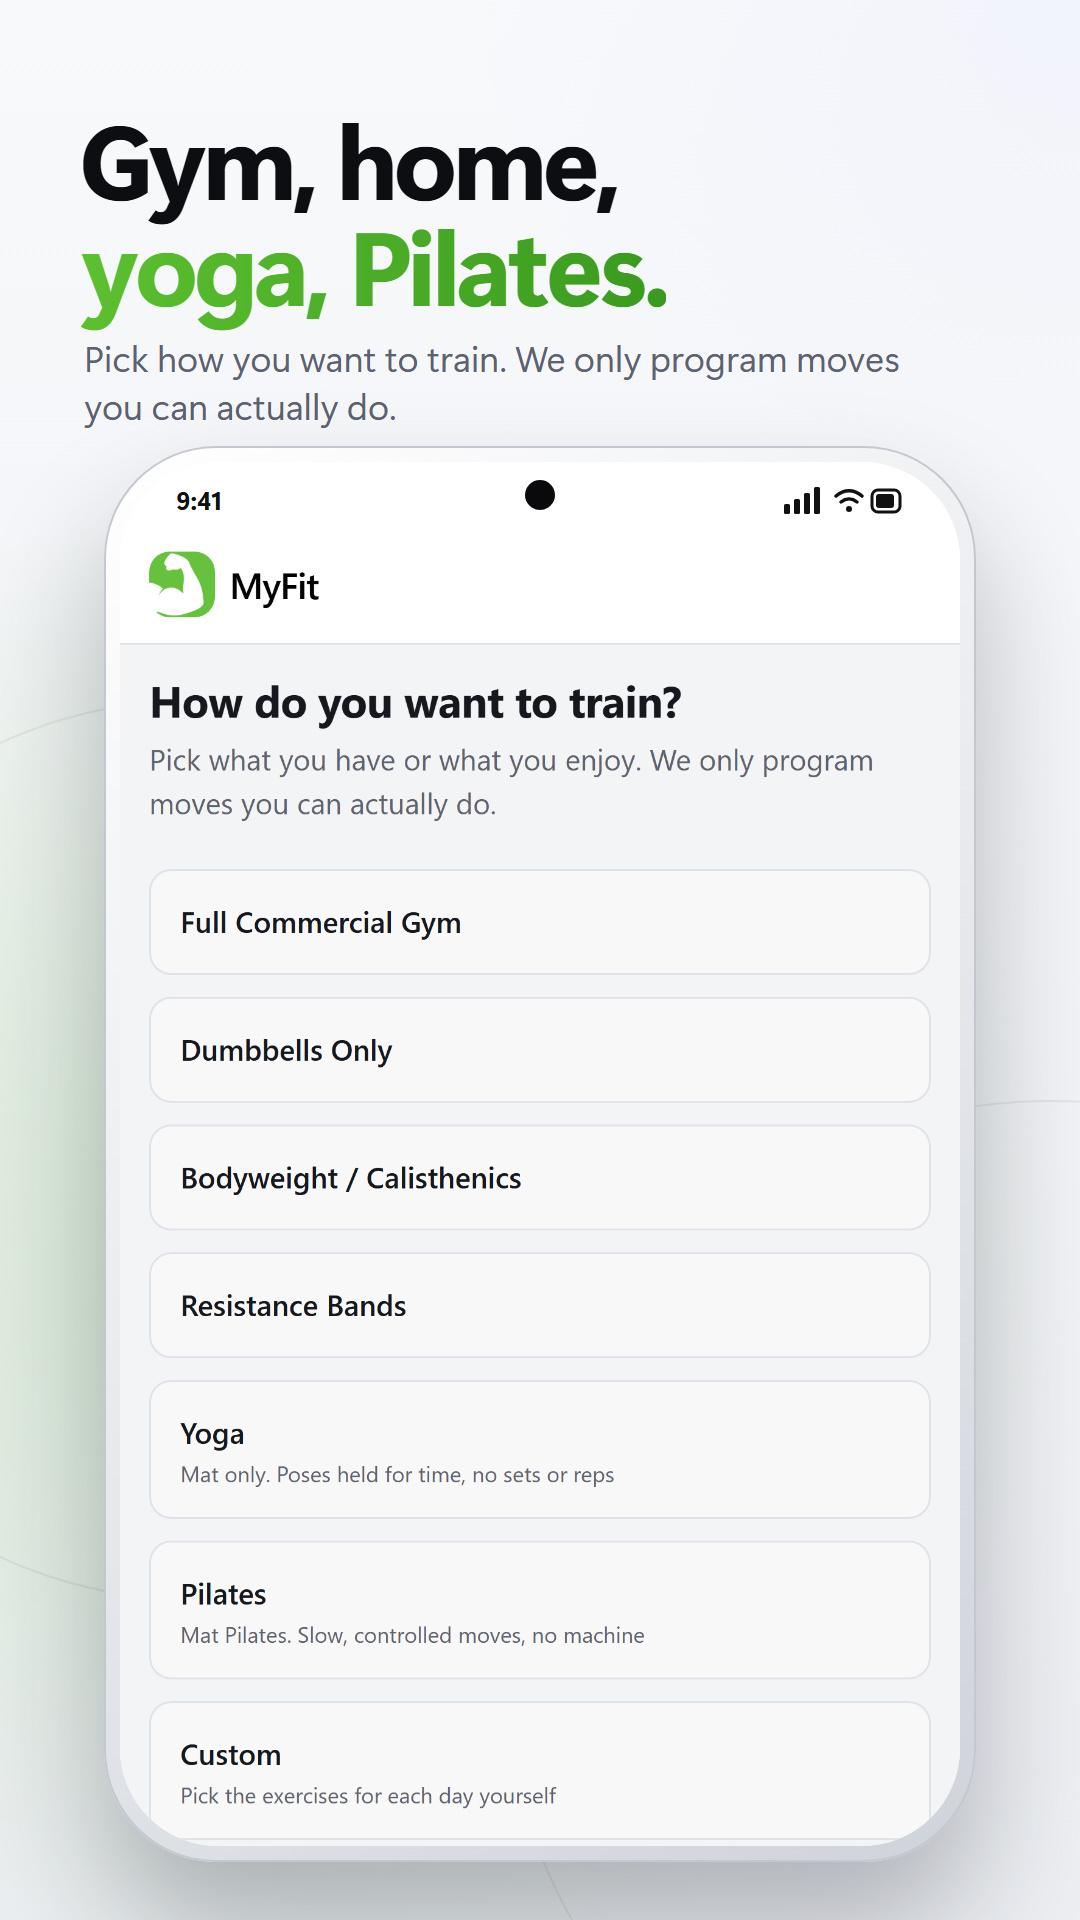 Gym, home,
yoga, Pilates.
Pick how you want to train. We only program moves
you can actually do.
9:41
MyFit
How do you want to train?
Pick what you have or what you enjoy. We only program
moves you can actually do.
Full Commercial Gym
Dumbbells Only
Bodyweight / Calisthenics
Resistance Bands
Yoga
Mat only. Poses held for time, no sets or reps
Pilates
Mat Pilates. Slow, controlled moves, no machine
Custom
Pick the exercises for each day yourself